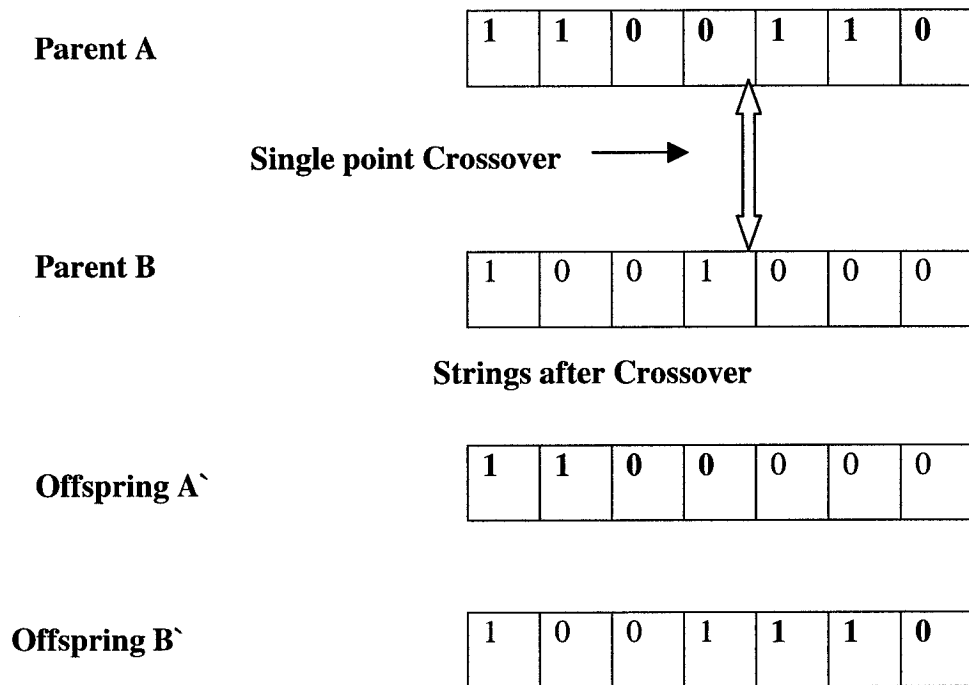 Parent A 1 1 0 0 1 1 0
Single point Crossover
Parent B 1 0 0 1 0 0 0
Strings after Crossover
Offspring A` 1 1 0 0 0 0 0
Offspring B` 1 0 0 1 1 1 0